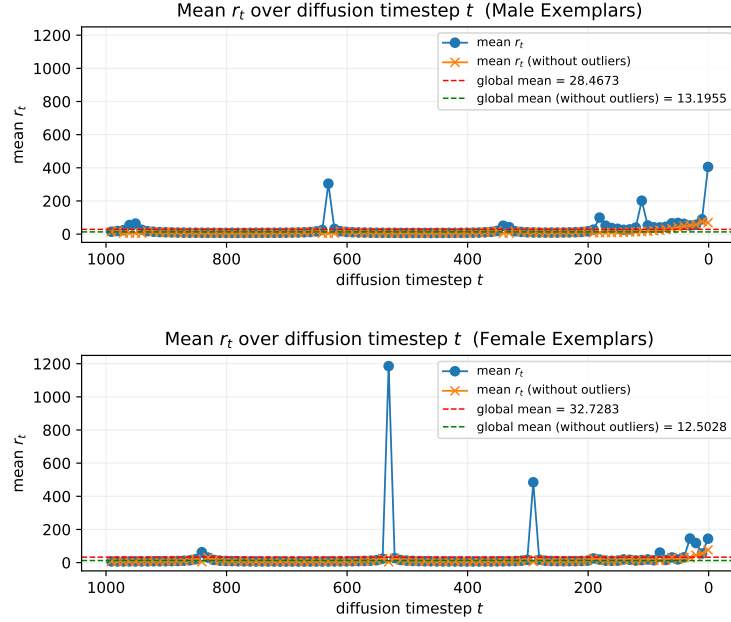 Mean r_t over diffusion timestep t (Male Exemplars)
1200
1000
800
600
400
200
0
mean r_t
mean r_t
mean r_t (without outliers)
global mean = 28.4673
global mean (without outliers) = 13.1955
1000 800 600 400 200 0
diffusion timestep t
Mean r_t over diffusion timestep t (Female Exemplars)
1200
1000
800
600
400
200
0
mean r_t
mean r_t
mean r_t (without outliers)
global mean = 32.7283
global mean (without outliers) = 12.5028
1000 800 600 400 200 0
diffusion timestep t